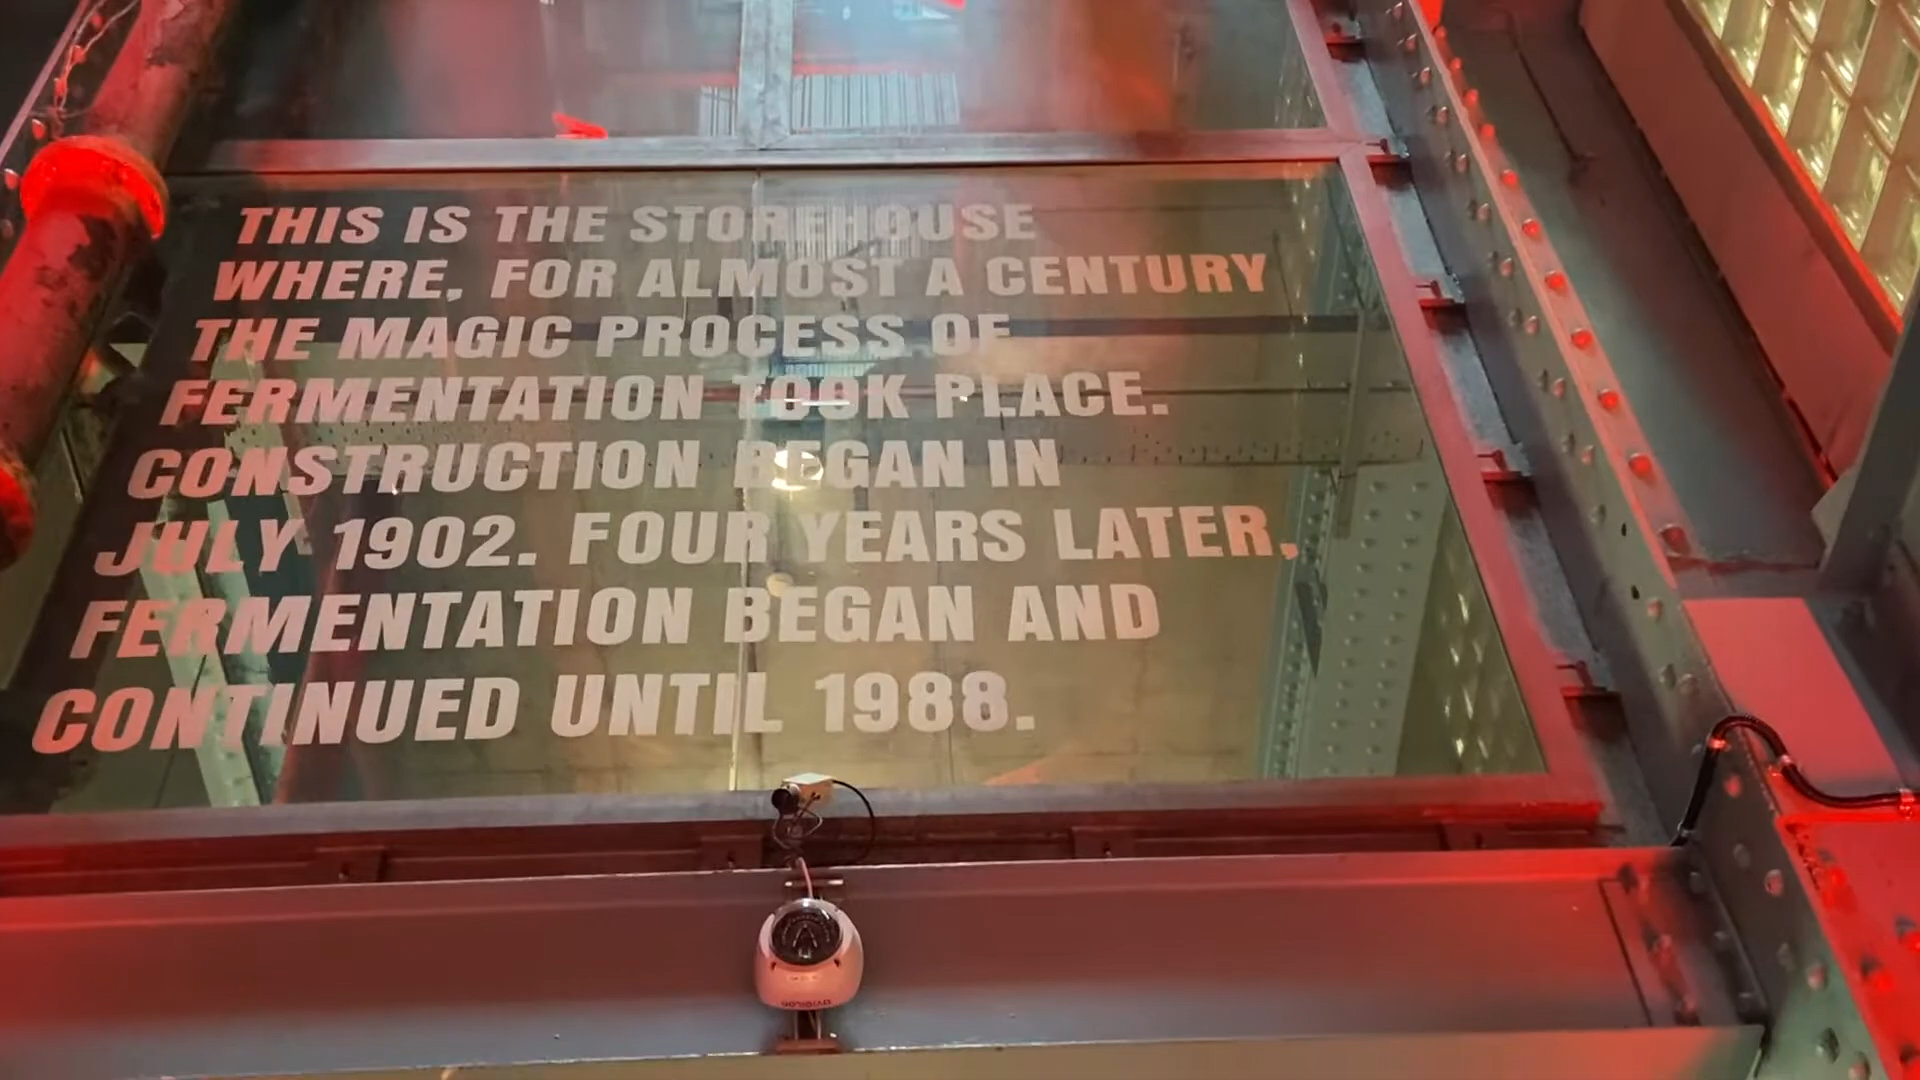 THIS IS THE STOREHOUSE
WHERE, FOR ALMOST A CENTURY
THE MAGIC PROCESS OF
FERMENTATION TOOK PLACE.
CONSTRUCTION BEGAN IN
JULY 1902. FOUR YEARS LATER,
FERMENTATION BEGAN AND
CONTINUED UNTIL 1988.
AVIGILON